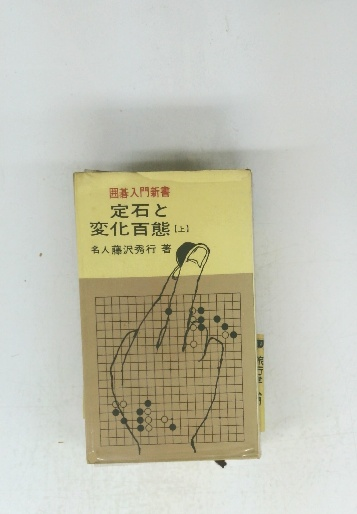 囲碁入門新書
定石と
変化百態【上】
名人 藤沢秀行 著